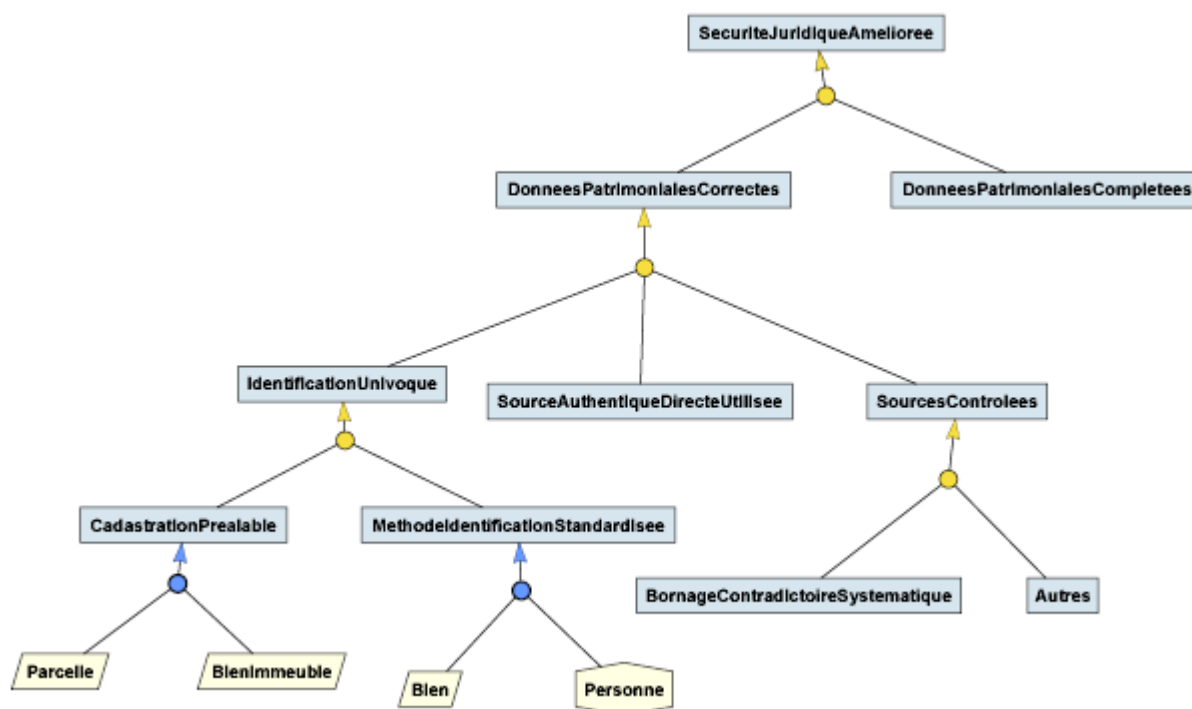 SecuriteJuridiqueAmelioree
DonneesPatrimonialesCorrectes
DonneesPatrimonialesCompletees
IdentificationUnivoque
SourceAuthentiqueDirecteUtilisee
SourcesControlees
CadastrationPrealable
MethodeIdentificationStandardisee
BornageContradictoireSystematique
Autres
Parcelle
BienImmeuble
Bien
Personne